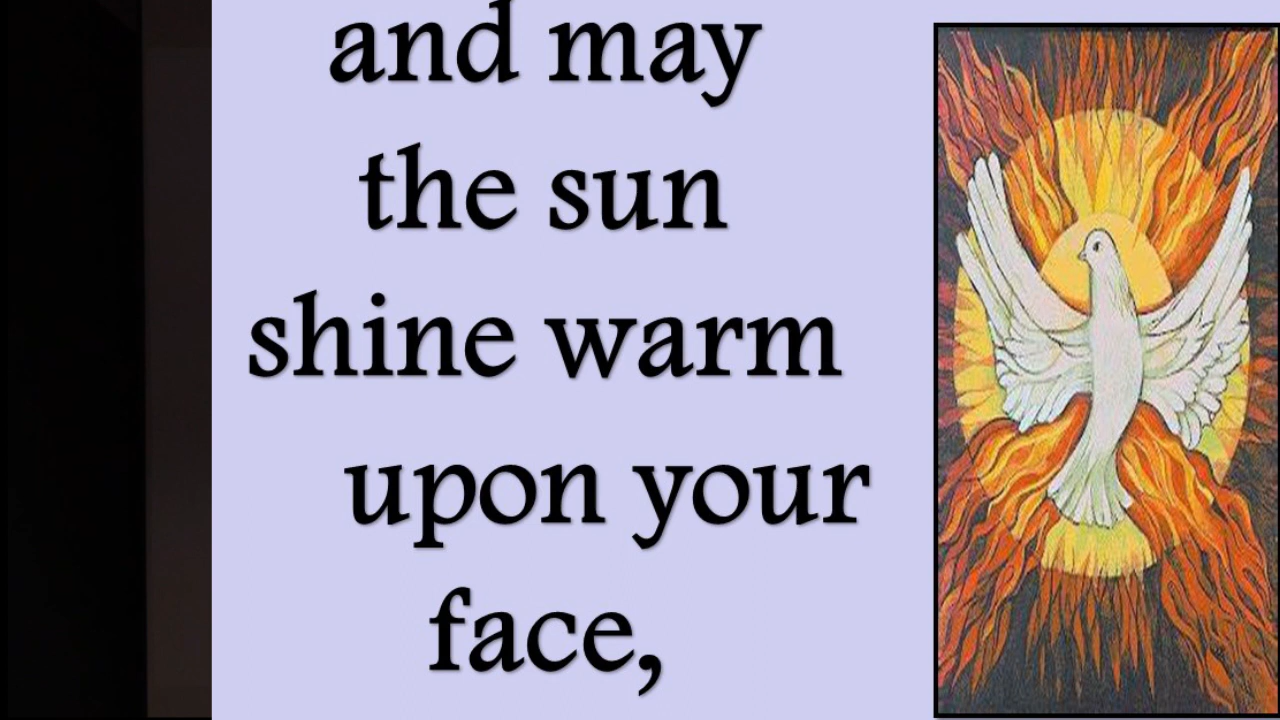 and may
the sun
shine warm
upon your
face,